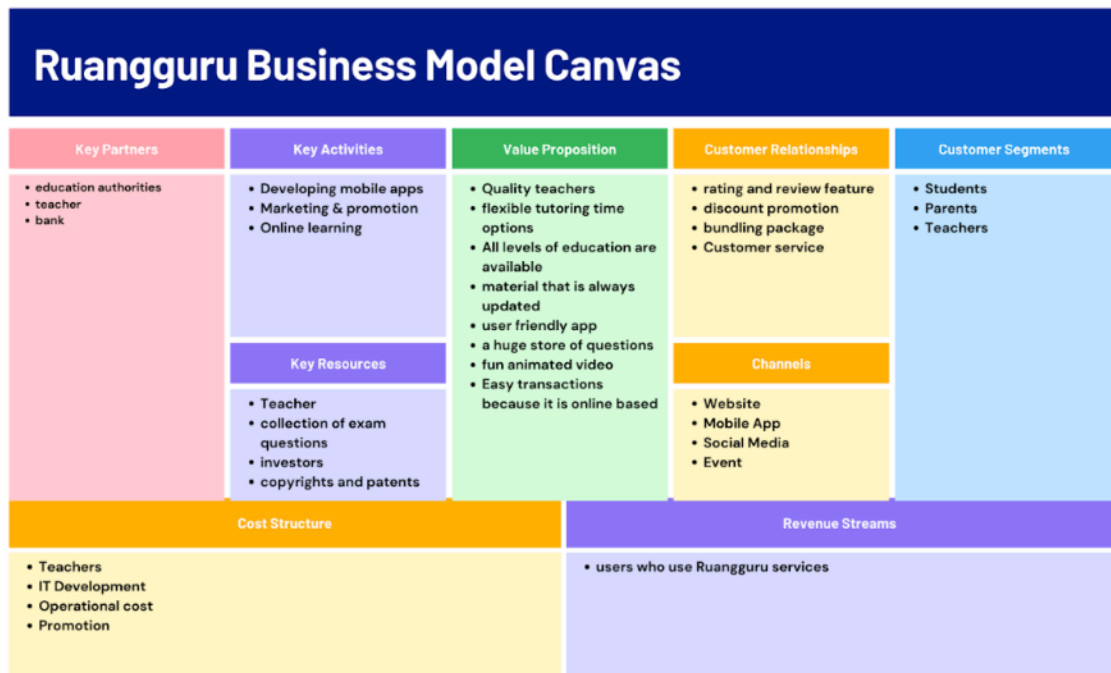 Ruangguru Business Model Canvas
Key Partners
• education authorities
• teacher
• bank
Key Activities
• Developing mobile apps
• Marketing & promotion
• Online learning
Key Resources
• Teacher
• collection of exam
questions
• investors
• copyrights and patents
Value Proposition
• Quality teachers
• flexible tutoring time
options
• All levels of education are
available
• material that is always
updated
• user friendly app
• a huge store of questions
• fun animated video
• Easy transactions
because it is online based
Customer Relationships
• rating and review feature
• discount promotion
• bundling package
• Customer service
Channels
• Website
• Mobile App
• Social Media
• Event
Customer Segments
• Students
• Parents
• Teachers
Cost Structure
• Teachers
• IT Development
• Operational cost
• Promotion
Revenue Streams
• users who use Ruangguru services